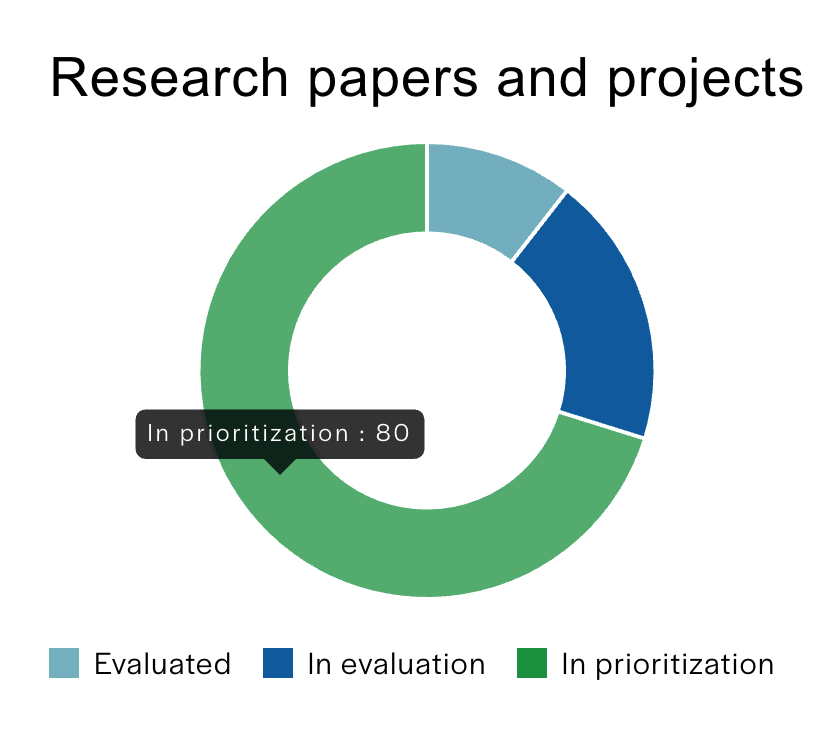 Research papers and projects
In prioritization : 80
Evaluated
In evaluation
In prioritization